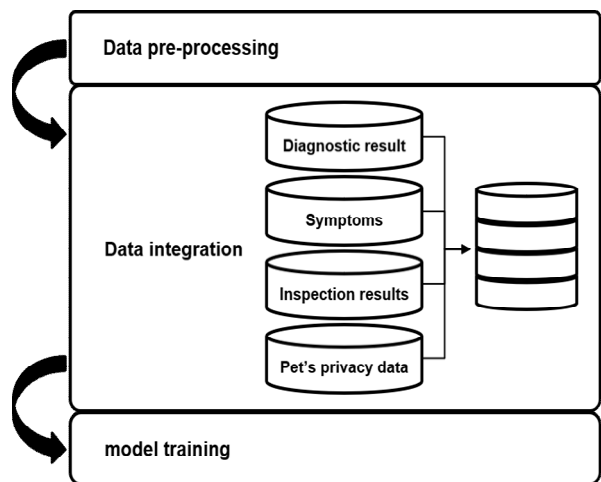 Data pre-processing
Diagnostic result
Symptoms
Data integration
Inspection results
Pet's privacy data
model training